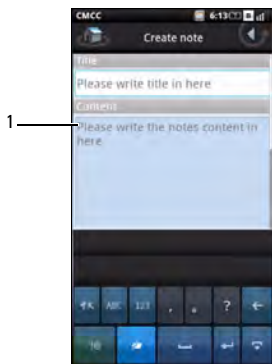 CMCC 6:13
Create note
Title
Please write title in here
Content
1
Please write the notes content in
here
ABC 123 , 。 ?